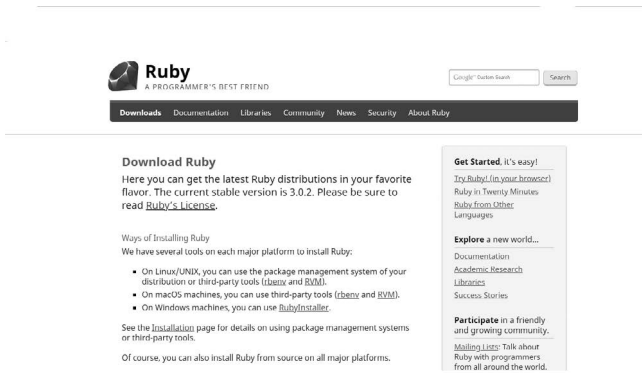 Ruby
A PROGRAMMER'S BEST FRIEND
Google™ Custom Search
Search
Downloads Documentation Libraries Community News Security About Ruby
Download Ruby
Here you can get the latest Ruby distributions in your favorite
flavor. The current stable version is 3.0.2. Please be sure to
read Ruby's License.
Ways of Installing Ruby
We have several tools on each major platform to install Ruby:
▪ On Linux/UNIX, you can use the package management system of your
distribution or third-party tools (rbenv and RVM).
▪ On macOS machines, you can use third-party tools (rbenv and RVM).
▪ On Windows machines, you can use RubyInstaller.
See the Installation page for details on using package management systems
or third-party tools.
Of course, you can also install Ruby from source on all major platforms.
Get Started, it's easy!
Try Ruby! (in your browser)
Ruby in Twenty Minutes
Ruby from Other
Languages
Explore a new world...
Documentation
Academic Research
Libraries
Success Stories
Participate in a friendly
and growing community.
Mailing Lists: Talk about
Ruby with programmers
from all around the world.